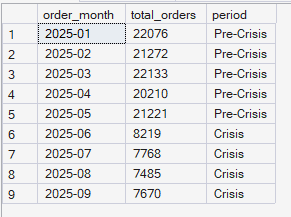 order_month total_orders period
1 2025-01 22076 Pre-Crisis
2 2025-02 21272 Pre-Crisis
3 2025-03 22133 Pre-Crisis
4 2025-04 20210 Pre-Crisis
5 2025-05 21221 Pre-Crisis
6 2025-06 8219 Crisis
7 2025-07 7768 Crisis
8 2025-08 7485 Crisis
9 2025-09 7670 Crisis